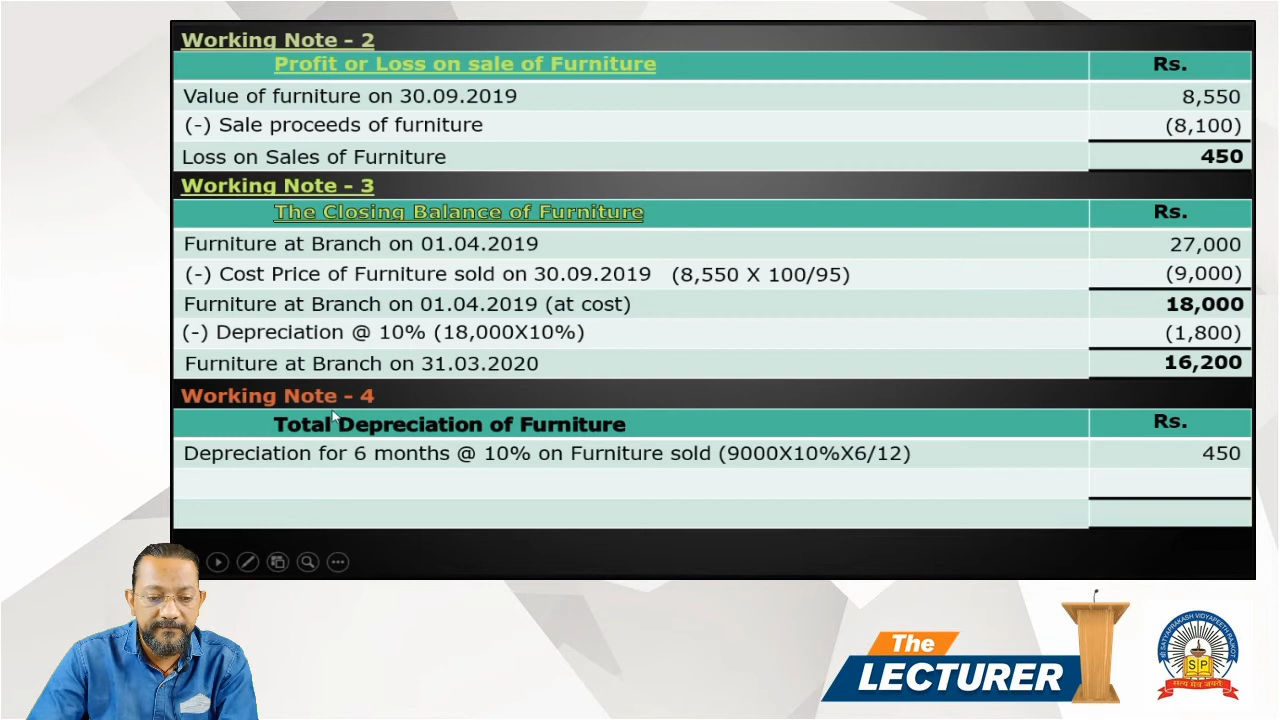 Working Note - 2
Profit or Loss on sale of Furniture Rs.
Value of furniture on 30.09.2019 8,550
(-) Sale proceeds of furniture (8,100)
Loss on Sales of Furniture 450
Working Note - 3
The Closing Balance of Furniture Rs.
Furniture at Branch on 01.04.2019 27,000
(-) Cost Price of Furniture sold on 30.09.2019 (8,550 X 100/95) (9,000)
Furniture at Branch on 01.04.2019 (at cost) 18,000
(-) Depreciation @ 10% (18,000X10%) (1,800)
Furniture at Branch on 31.03.2020 16,200
Working Note - 4
Total Depreciation of Furniture Rs.
Depreciation for 6 months @ 10% on Furniture sold (9000X10%X6/12) 450
The
LECTURER
SP